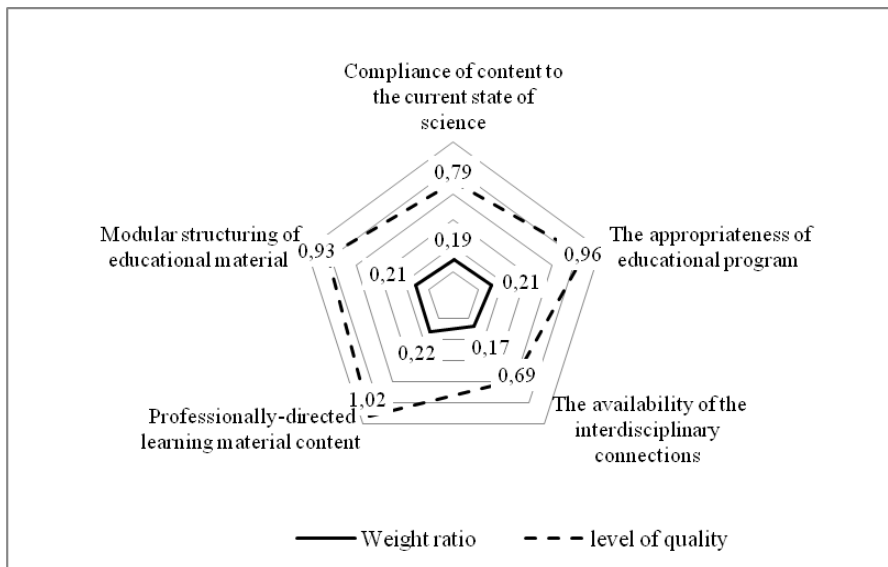 Compliance of content to
the current state of
science
0,79
0,19
Modular structuring of
educational material
0,93
0,21
0,21
0,96
The appropriateness of
educational program
0,22
0,17
0,69
1,02
Professionally-directed
learning material content
The availability of the
interdisciplinary
connections
Weight ratio
level of quality